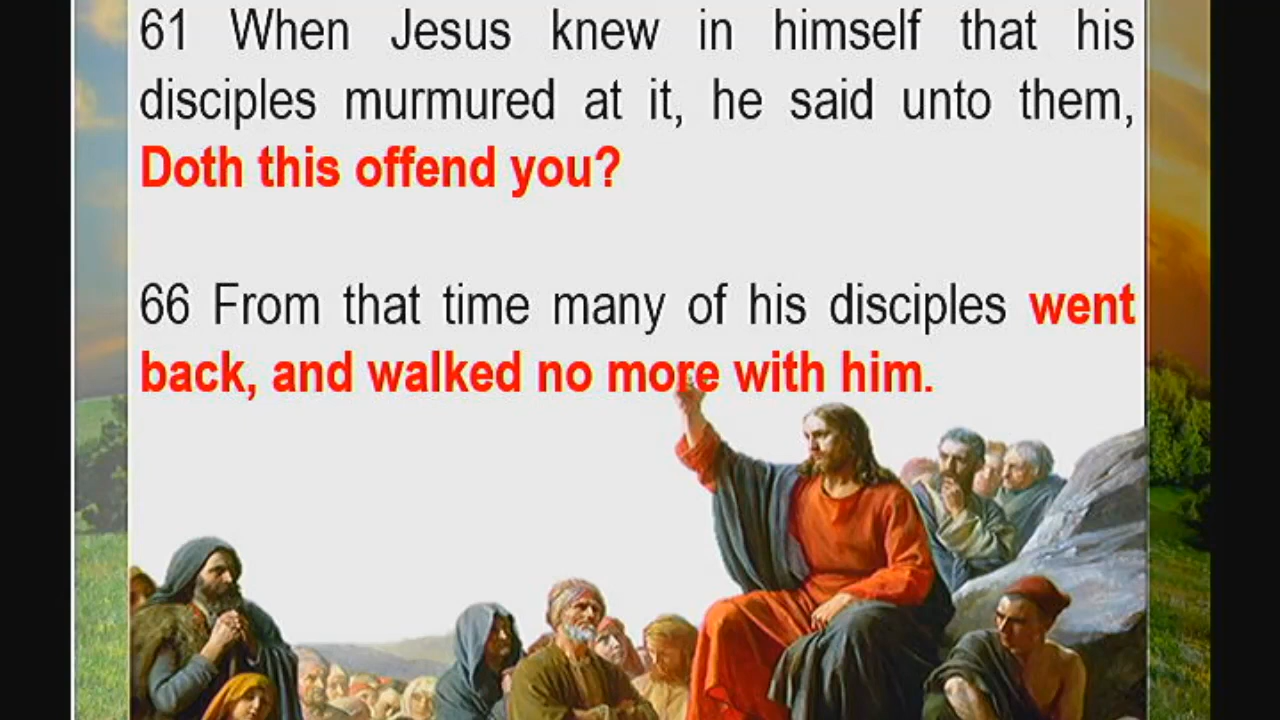 61 When Jesus knew in himself that his
disciples murmured at it, he said unto them,
Doth this offend you?
66 From that time many of his disciples went
back, and walked no more with him.